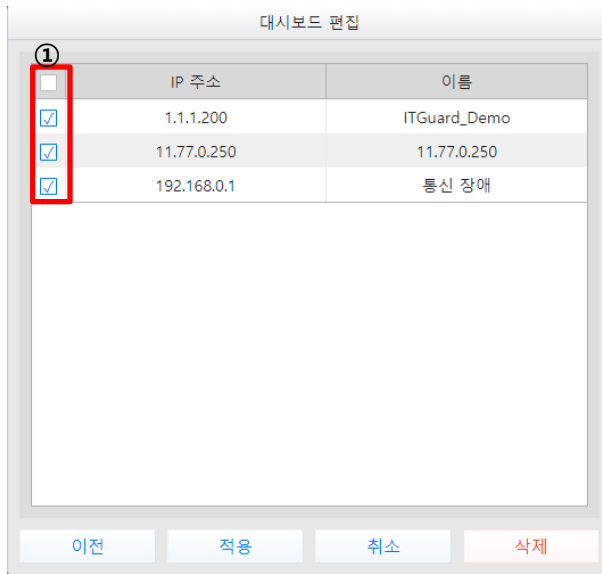 대시보드 편집
①
IP 주소 이름
1.1.1.200 ITGuard_Demo
11.77.0.250 11.77.0.250
192.168.0.1 통신 장애
이전 적용 취소 삭제